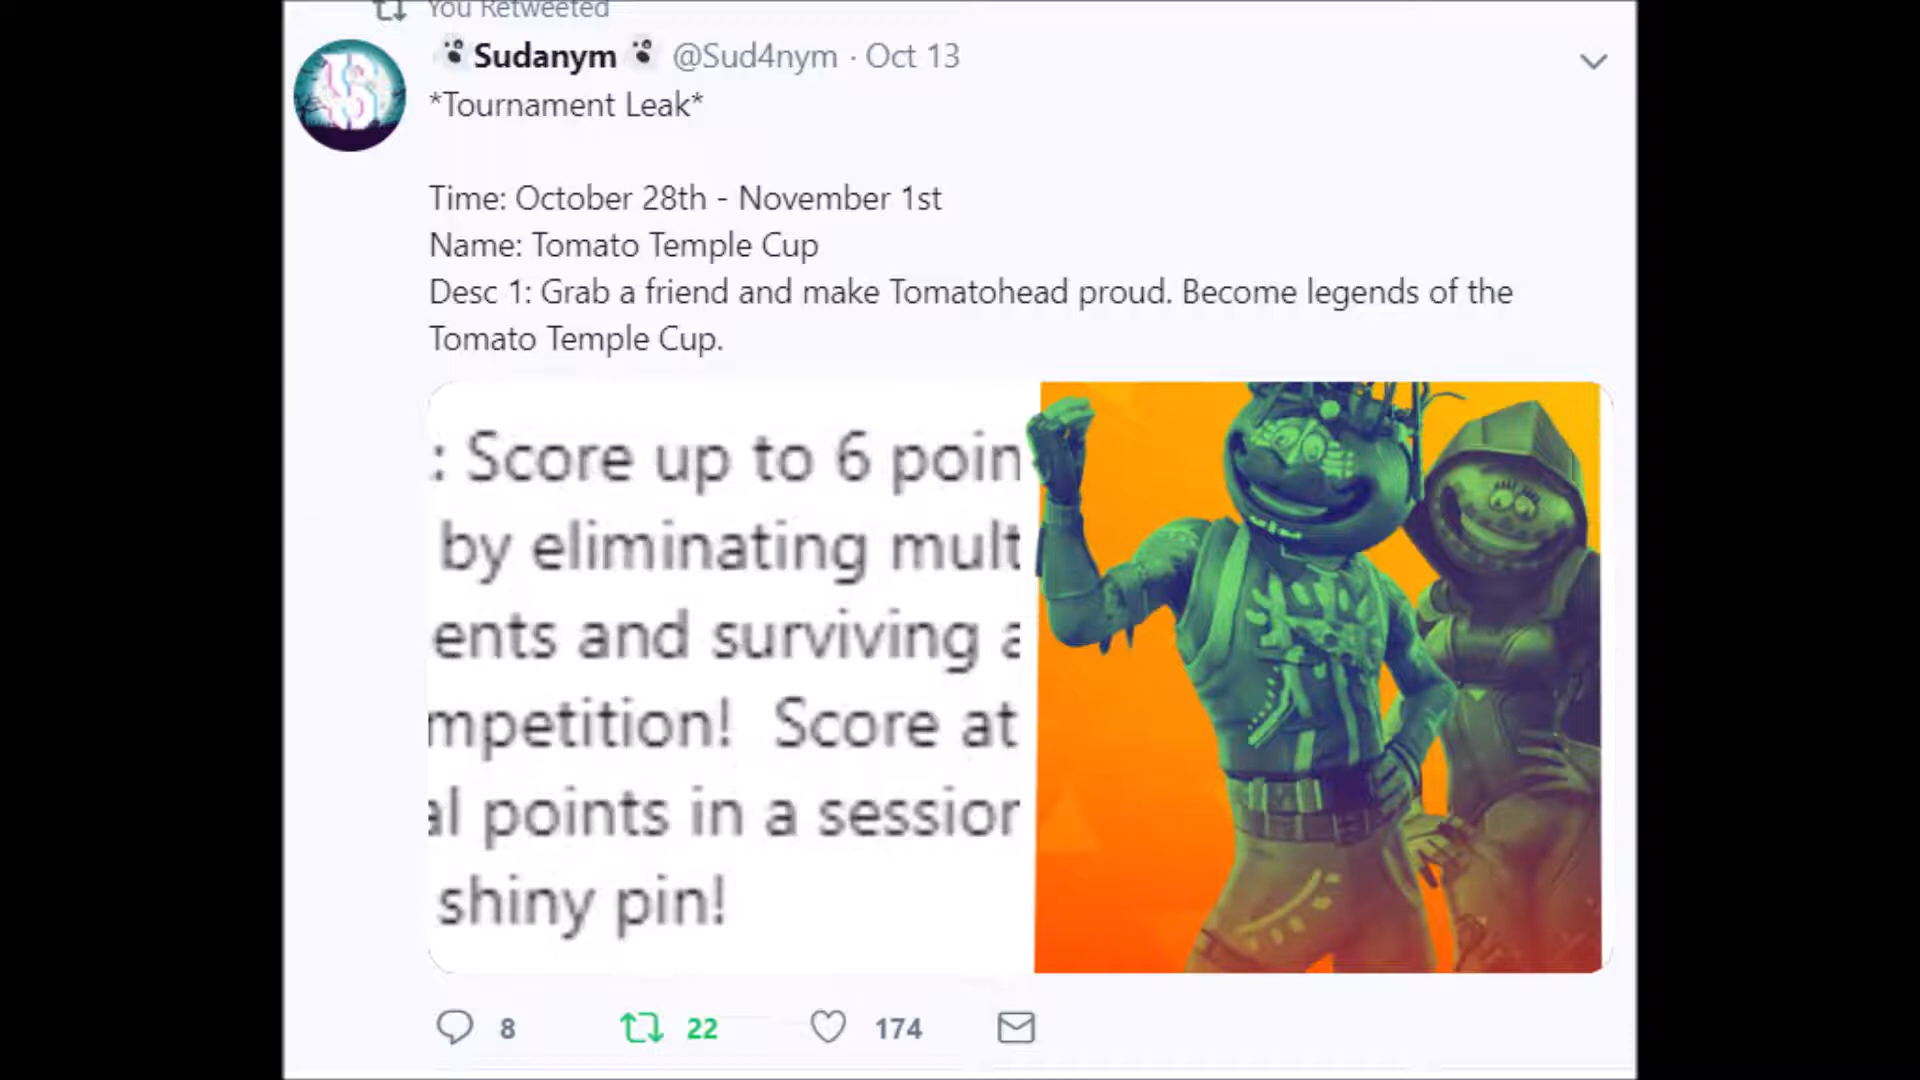 You Retweeted
Sudanym @Sud4nym · Oct 13
*Tournament Leak*
Time: October 28th - November 1st
Name: Tomato Temple Cup
Desc 1: Grab a friend and make Tomatohead proud. Become legends of the
Tomato Temple Cup.
: Score up to 6 poin
by eliminating mult
ents and surviving a
mpetition! Score at
al points in a session
shiny pin!
8 22 174